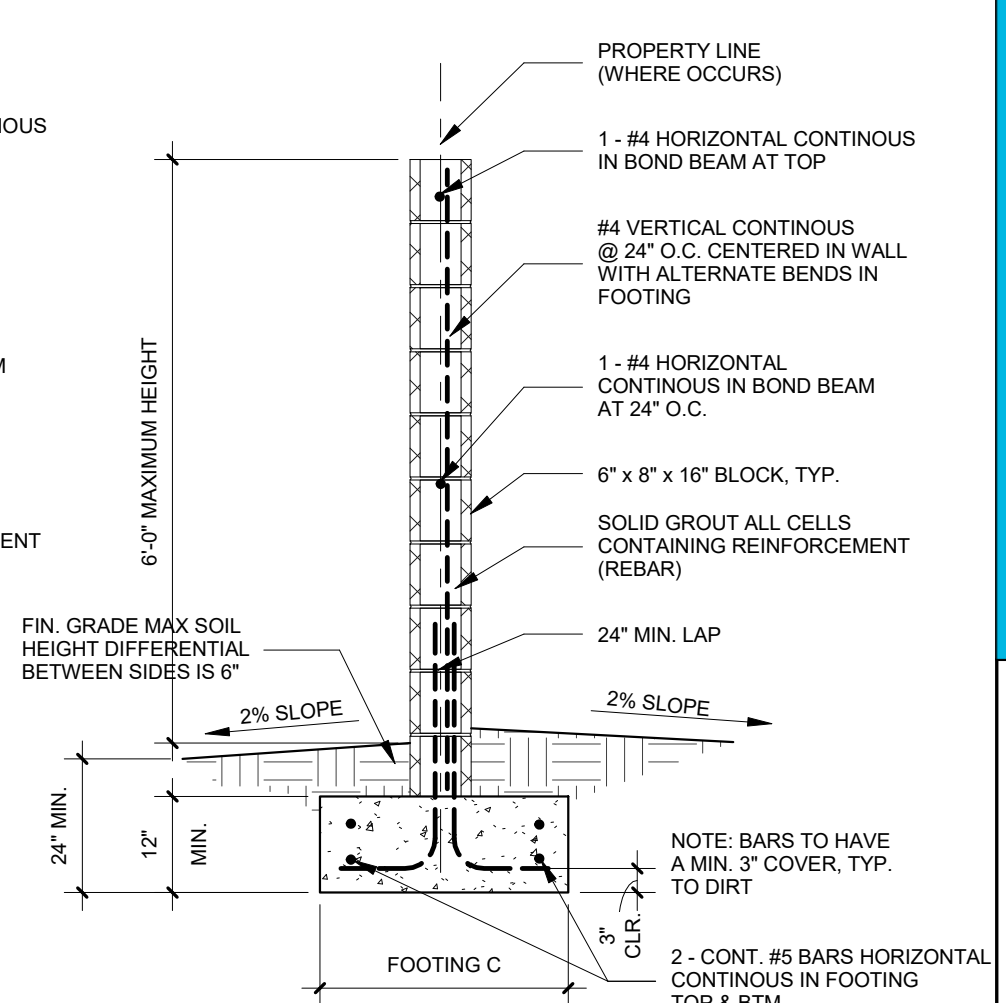 PROPERTY LINE
(WHERE OCCURS)
1 - #4 HORIZONTAL CONTINOUS
IN BOND BEAM AT TOP
#4 VERTICAL CONTINOUS
@ 24" O.C. CENTERED IN WALL
WITH ALTERNATE BENDS IN
FOOTING
1 - #4 HORIZONTAL
CONTINOUS IN BOND BEAM
AT 24" O.C.
6" x 8" x 16" BLOCK, TYP.
SOLID GROUT ALL CELLS
CONTAINING REINFORCEMENT
(REBAR)
24" MIN. LAP
6'-0" MAXIMUM HEIGHT
FIN. GRADE MAX SOIL
HEIGHT DIFFERENTIAL
BETWEEN SIDES IS 6"
2% SLOPE
2% SLOPE
24" MIN.
12"
MIN.
NOTE: BARS TO HAVE
A MIN. 3" COVER, TYP.
TO DIRT
3"
CLR.
FOOTING C
2 - CONT. #5 BARS HORIZONTAL
CONTINOUS IN FOOTING
TOP & BTM